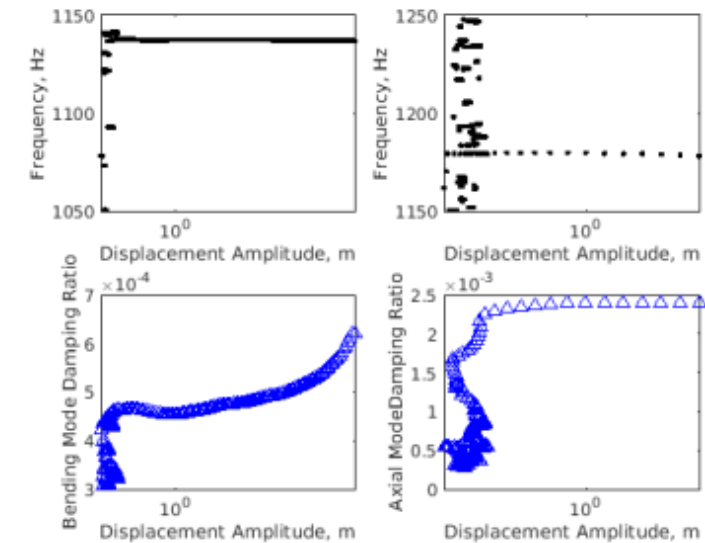 1150
1100
1050
Frequency, Hz
10^0
Displacement Amplitude, m
1250
1200
1150
Frequency, Hz
10^0
Displacement Amplitude, m
×10^-4
7
6
5
4
3
Bending Mode Damping Ratio
10^0
Displacement Amplitude, m
×10^-3
2.5
2
1.5
1
0.5
0
Axial ModeDamping Ratio
10^0
Displacement Amplitude, m